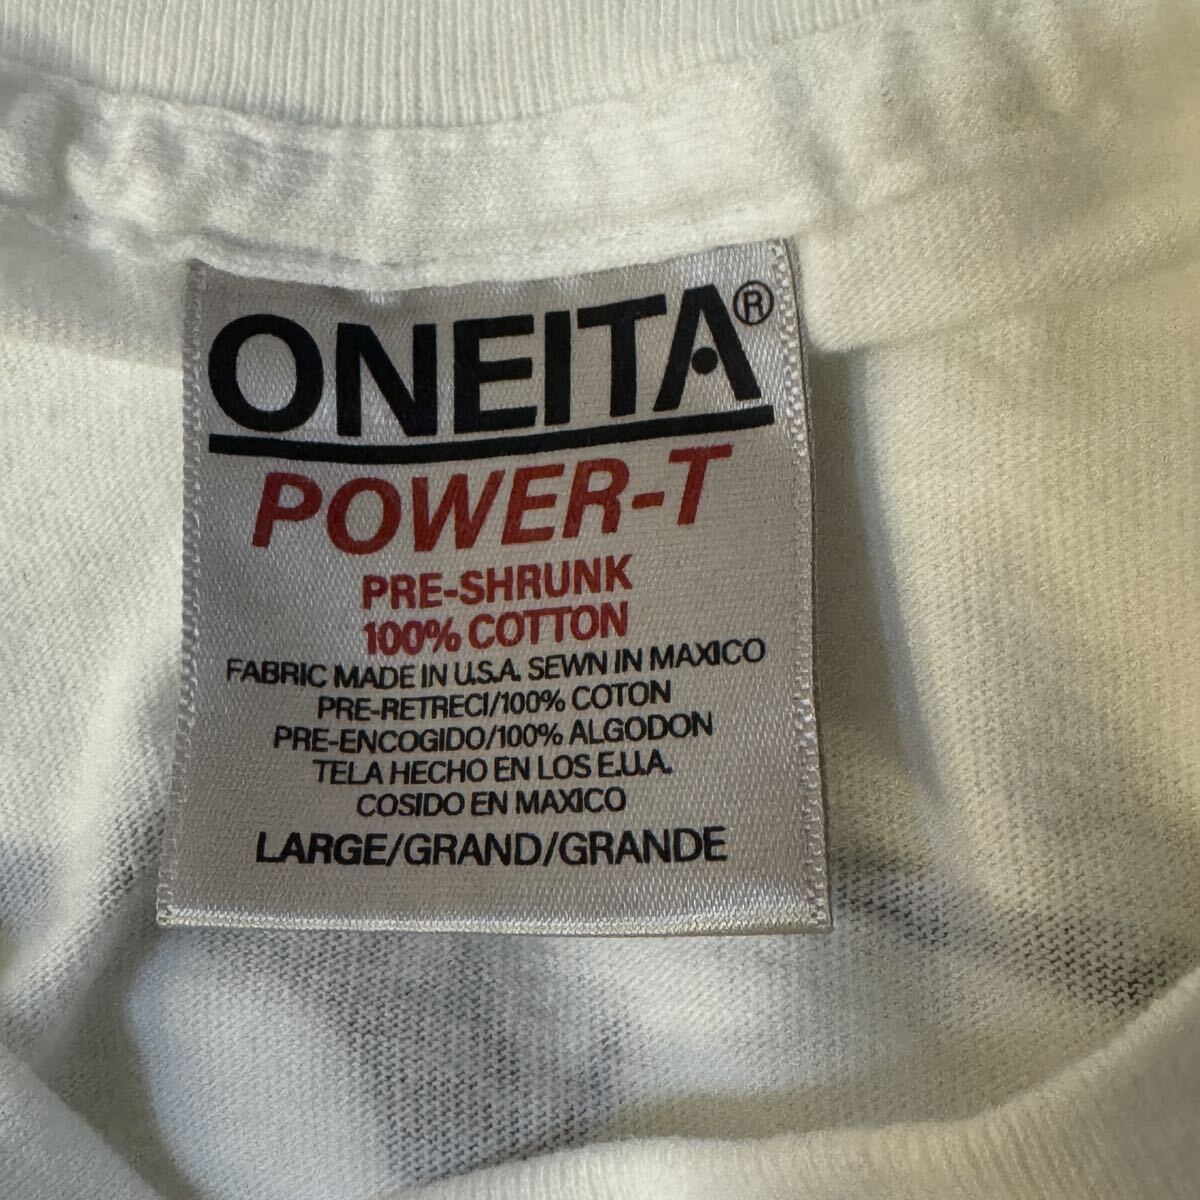 ONEITA®
POWER-T
PRE-SHRUNK
100% COTTON
FABRIC MADE IN U.S.A. SEWN IN MAXICO
PRE-RETRECI/100% COTON
PRE-ENCOGIDO/100% ALGODON
TELA HECHO EN LOS E.U.A.
COSIDO EN MAXICO
LARGE/GRAND/GRANDE